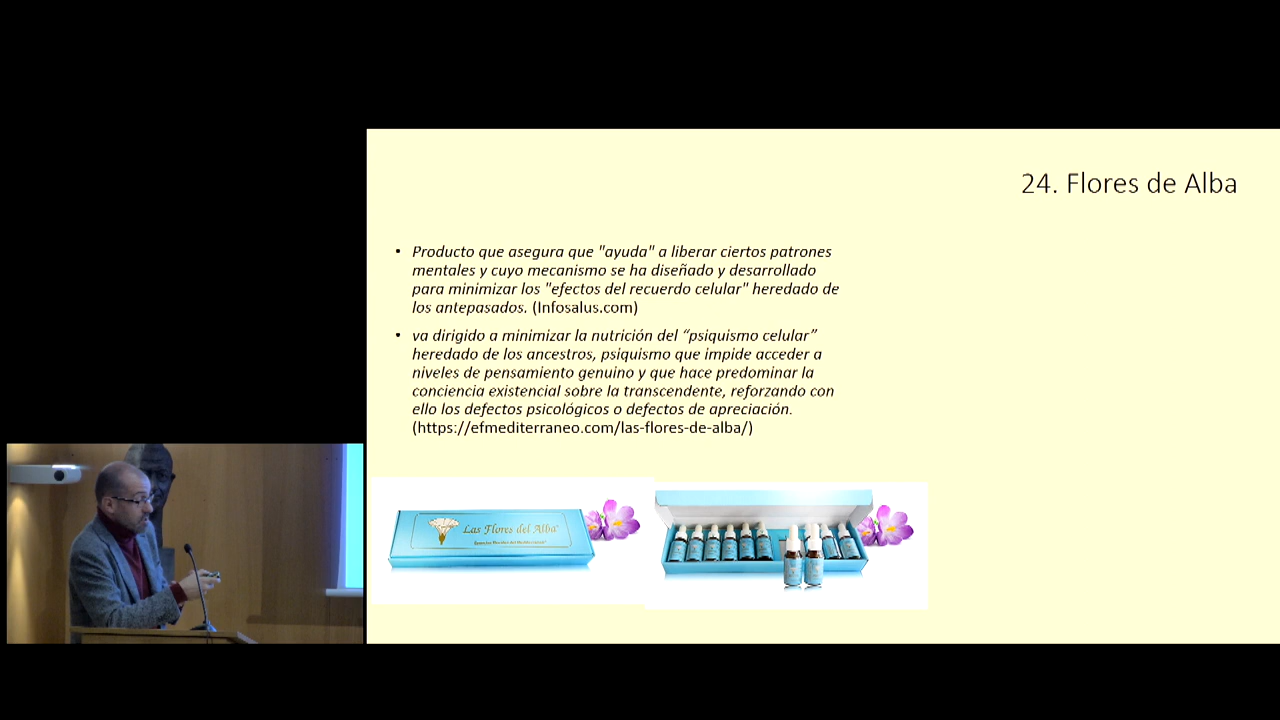 24. Flores de Alba
• Producto que asegura que "ayuda" a liberar ciertos patrones
mentales y cuyo mecanismo se ha diseñado y desarrollado
para minimizar los "efectos del recuerdo celular" heredado de
los antepasados. (Infosalus.com)
• va dirigido a minimizar la nutrición del “psiquismo celular”
heredado de los ancestros, psiquismo que impide acceder a
niveles de pensamiento genuino y que hace predominar la
conciencia existencial sobre la transcendente, reforzando con
ello los defectos psicológicos o defectos de apreciación.
(https://efmediterraneo.com/las-flores-de-alba/)
Las Flores del Alba